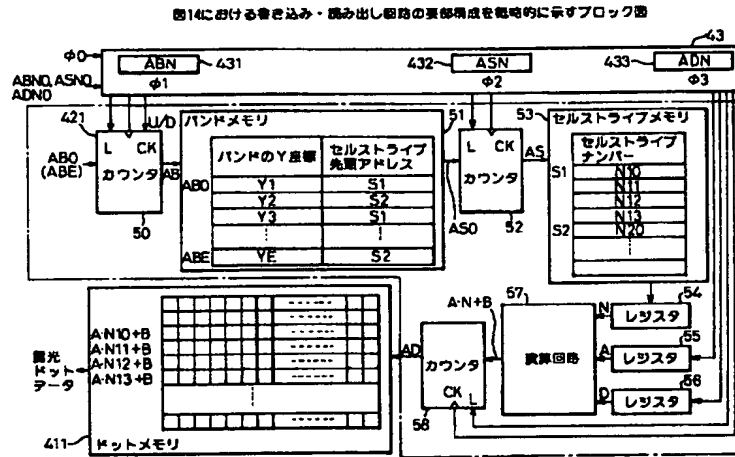 図14における書き込み・読み出し回路の要部構成を概略的に示すブロック図
43
φ0
ABN 431
432 ASN
433 ADN
ABN0, ASN0
ADN0
φ1
φ2
φ3
421
U/D
バンドメモリ
51
53
セルストライプメモリ
L CK
カウンタ
AB0
(ABE)
AB
50
バンドのY座標
セルストライプ
先頭アドレス
AB0
Y1 S1
Y2 S2
Y3 S1
ABE
YE S2
AS0
L CK
カウンタ
AS
52
セルストライプ
ナンバー
S1
N10
N11
N12
N13
S2
N20
57
54
A·N+B
N
レジスタ
55
A
レジスタ
56
D
レジスタ
演算回路
AD
カウンタ
CK L
58
露光
ドット
データ
A·N10+B
A·N11+B
A·N12+B
A·N13+B
411
ドットメモリ